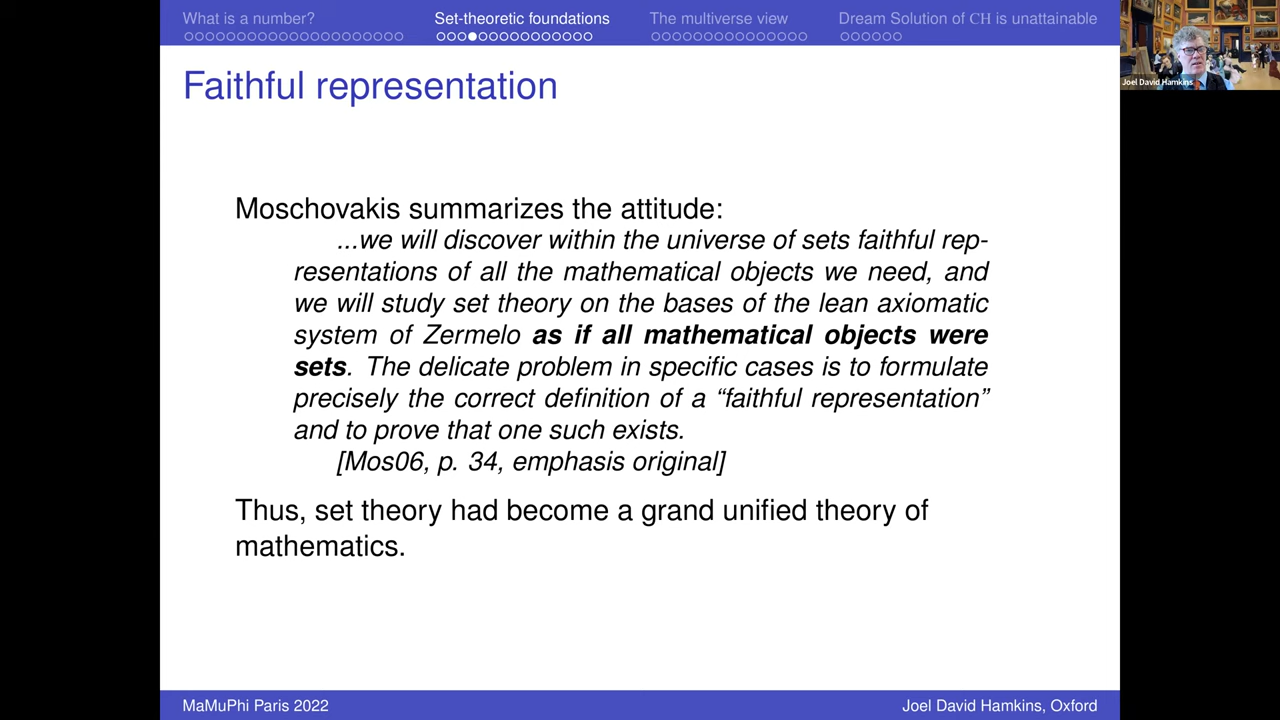 What is a number?
Set-theoretic foundations
The multiverse view
Dream Solution of CH is unattainable
Joel David Hamkins
Faithful representation
Moschovakis summarizes the attitude:
...we will discover within the universe of sets faithful rep-
resentations of all the mathematical objects we need, and
we will study set theory on the bases of the lean axiomatic
system of Zermelo as if all mathematical objects were
sets. The delicate problem in specific cases is to formulate
precisely the correct definition of a “faithful representation”
and to prove that one such exists.
[Mos06, p. 34, emphasis original]
Thus, set theory had become a grand unified theory of
mathematics.
MaMuPhi Paris 2022
Joel David Hamkins, Oxford